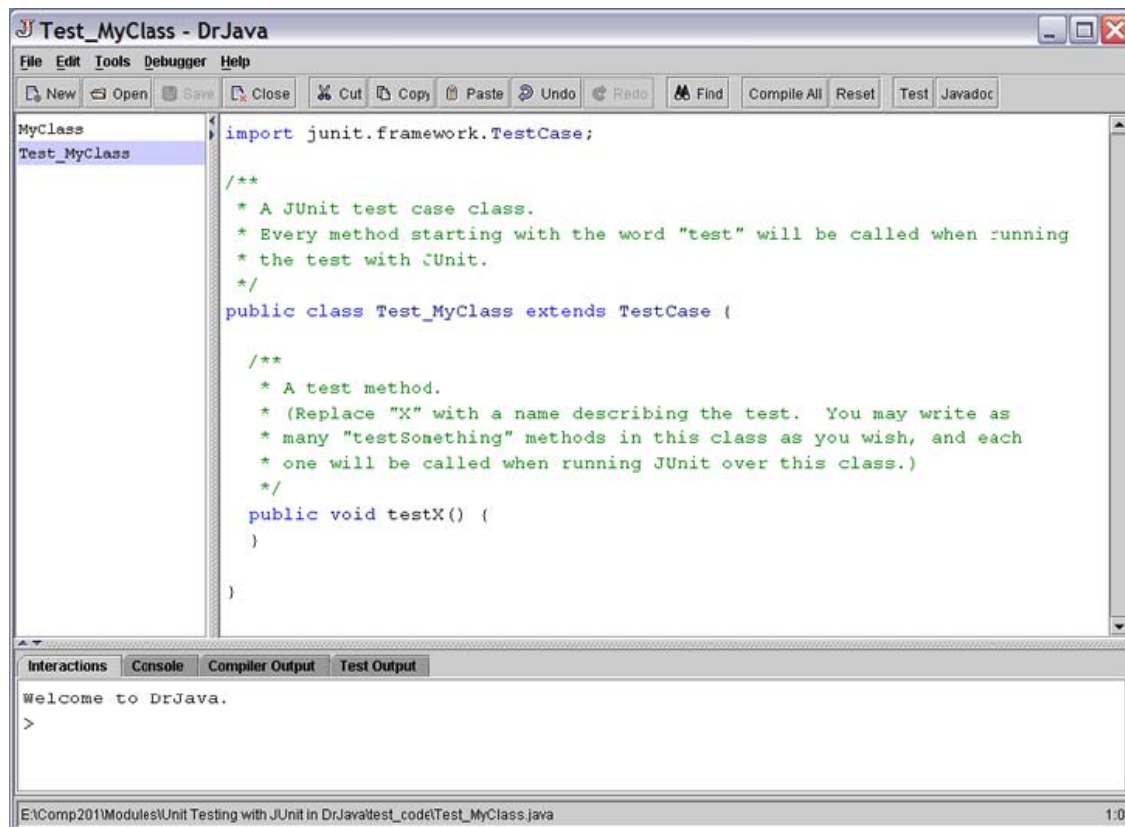 Test_MyClass - DrJava
File Edit Tools Debugger Help
New Open Save Close Cut Copy Paste Undo Redo Find Compile All Reset Test Javadoc
MyClass
Test_MyClass
import junit.framework.TestCase;
/**
* A JUnit test case class.
* Every method starting with the word "test" will be called when running
* the test with JUnit.
*/
public class Test_MyClass extends TestCase {
/**
* A test method.
* (Replace "X" with a name describing the test.  You may write as
* many "testSomething" methods in this class as you wish, and each
* one will be called when running JUnit over this class.)
*/
public void testX() {
}
}
Interactions Console Compiler Output Test Output
Welcome to DrJava.
>
E:\Comp201\Modules\Unit Testing with JUnit in DrJava\test_code\Test_MyClass.java 1:0